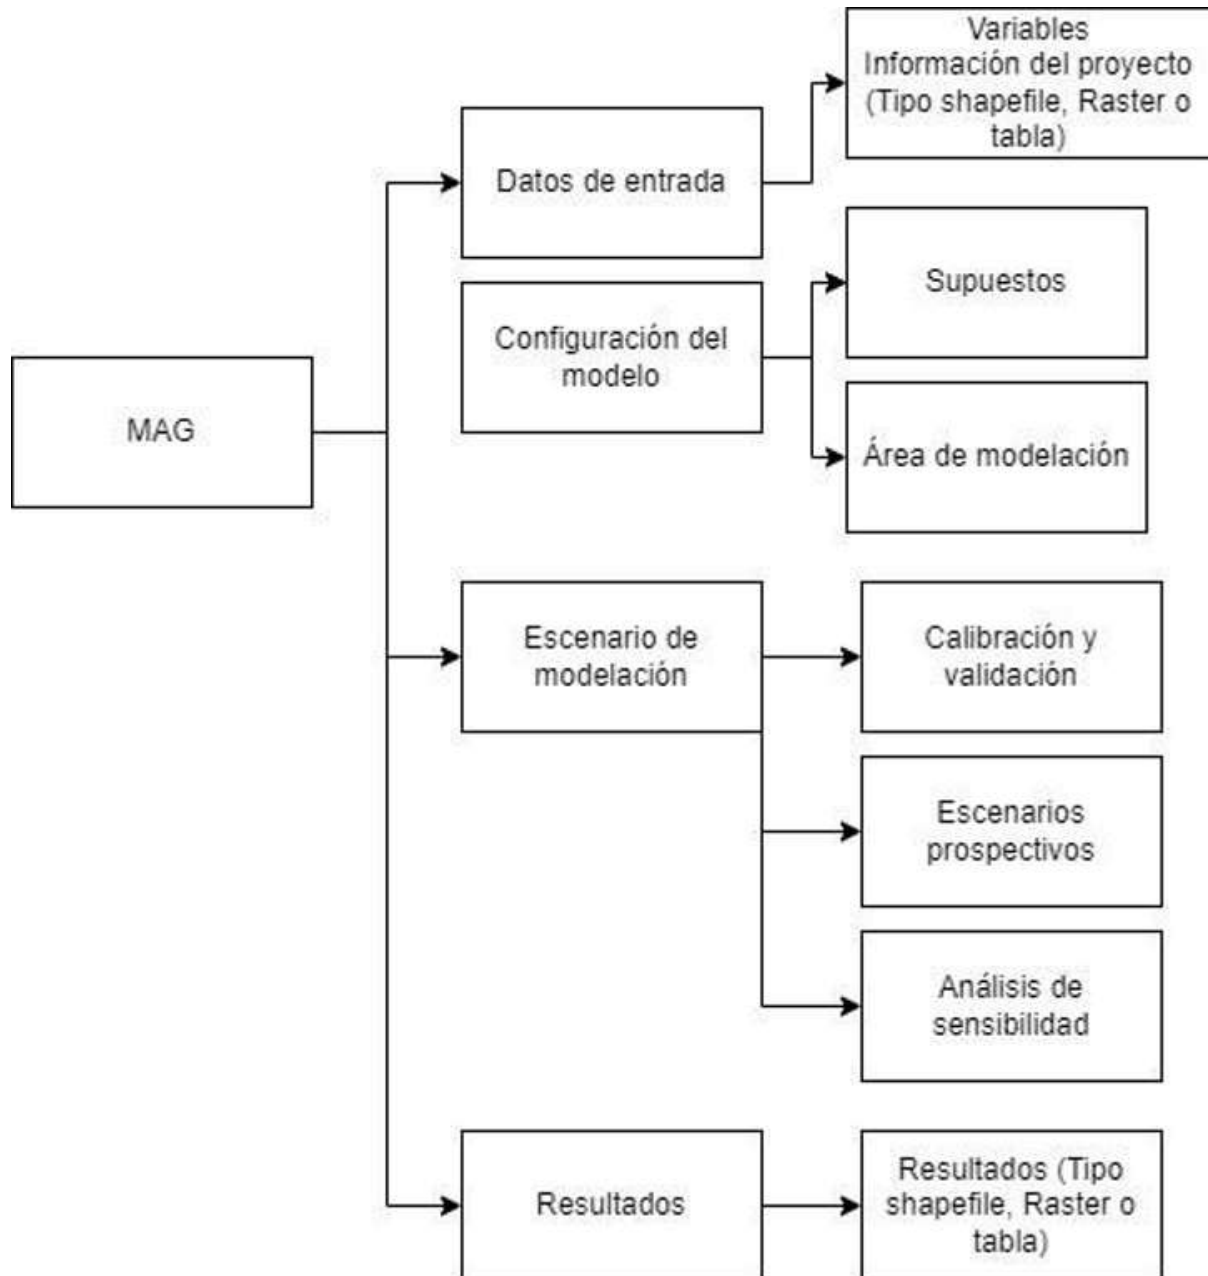 Variables
Información del proyecto
(Tipo shapefile, Raster o
tabla)
Datos de entrada
Supuestos
Configuración del
modelo
MAG
Área de modelación
Escenario de
modelación
Calibración y
validación
Escenarios
prospectivos
Análisis de
sensibilidad
Resultados
Resultados (Tipo
shapefile, Raster o
tabla)